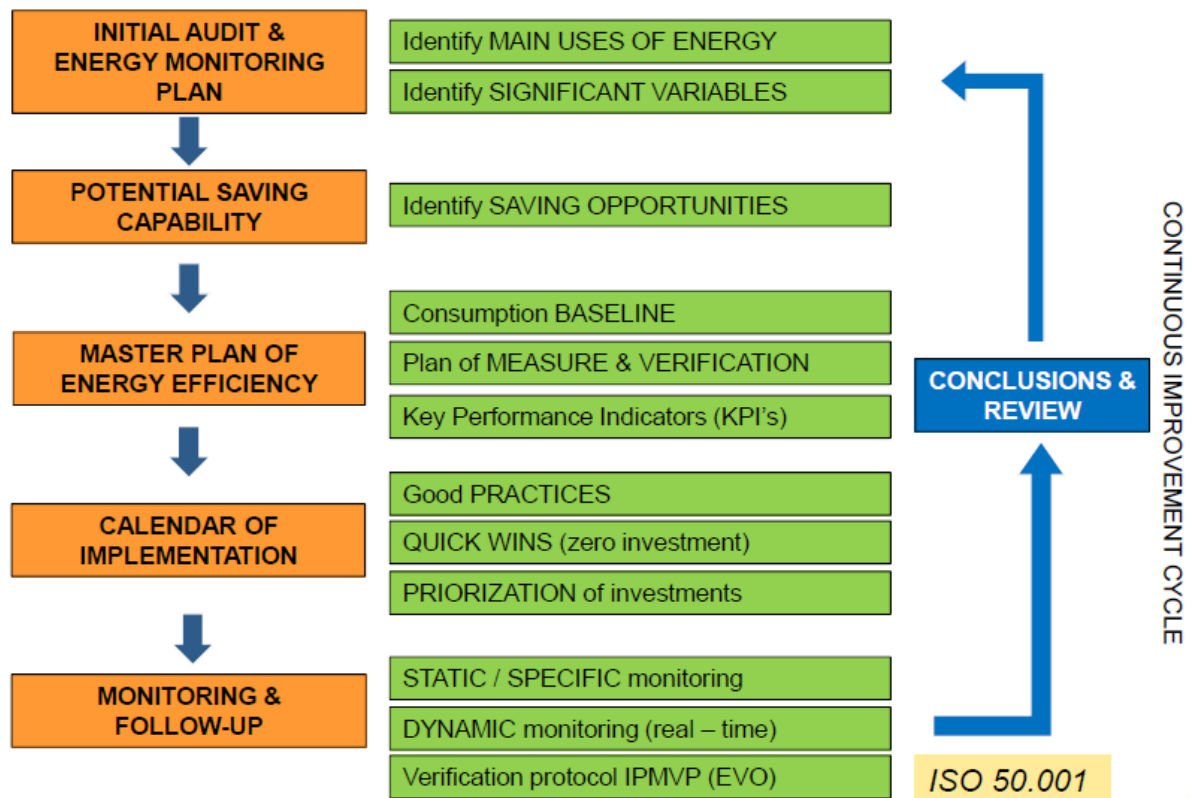 INITIAL AUDIT &
ENERGY MONITORING
PLAN
Identify MAIN USES OF ENERGY
Identify SIGNIFICANT VARIABLES
POTENTIAL SAVING
CAPABILITY
Identify SAVING OPPORTUNITIES
MASTER PLAN OF
ENERGY EFFICIENCY
Consumption BASELINE
Plan of MEASURE & VERIFICATION
Key Performance Indicators (KPI's)
CALENDAR OF
IMPLEMENTATION
Good PRACTICES
QUICK WINS (zero investment)
PRIORIZATION of investments
MONITORING &
FOLLOW-UP
STATIC / SPECIFIC monitoring
DYNAMIC monitoring (real – time)
Verification protocol IPMVP (EVO)
CONCLUSIONS &
REVIEW
ISO 50.001
CONTINUOUS IMPROVEMENT CYCLE